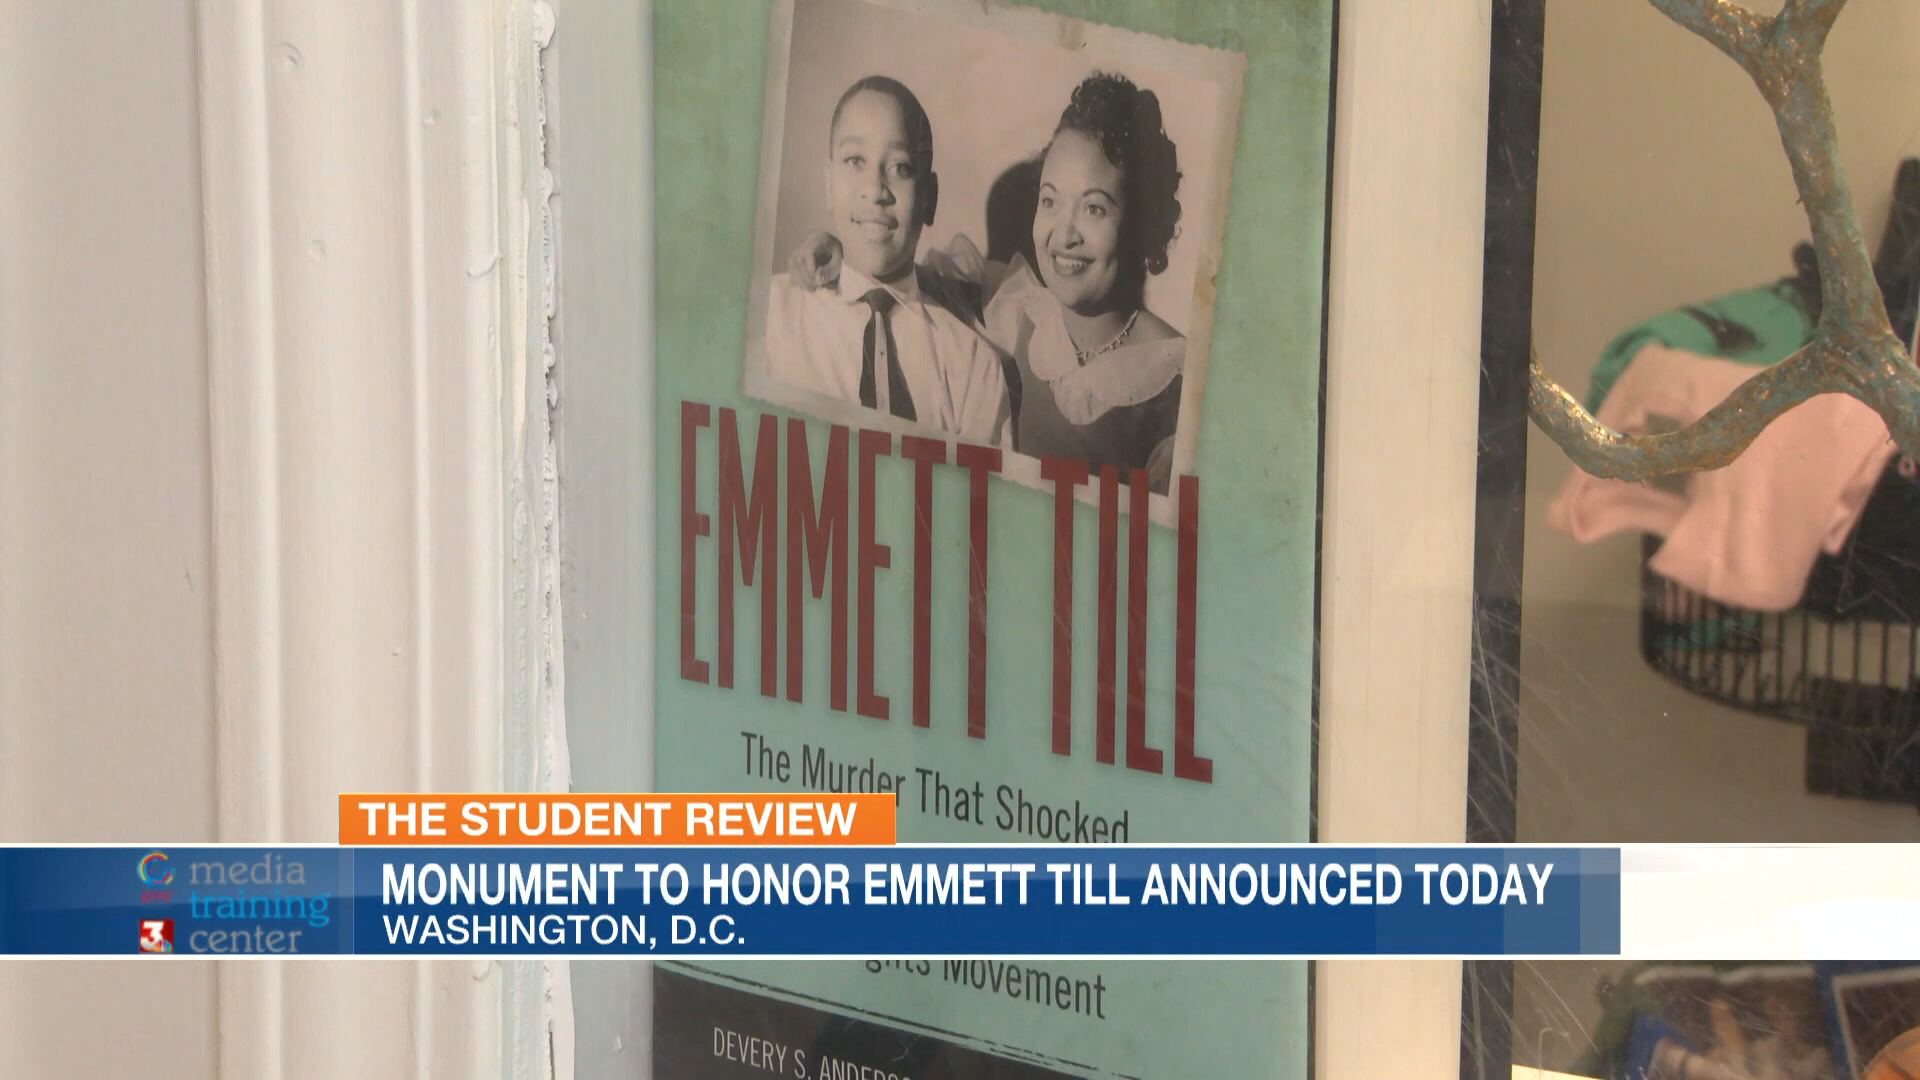 EMMETT TILL
The Murder That Shocked
THE STUDENT REVIEW
MONUMENT TO HONOR EMMETT TILL ANNOUNCED TODAY
WASHINGTON, D.C.
media
training
center
gray
3
Movement
DEVERY S.